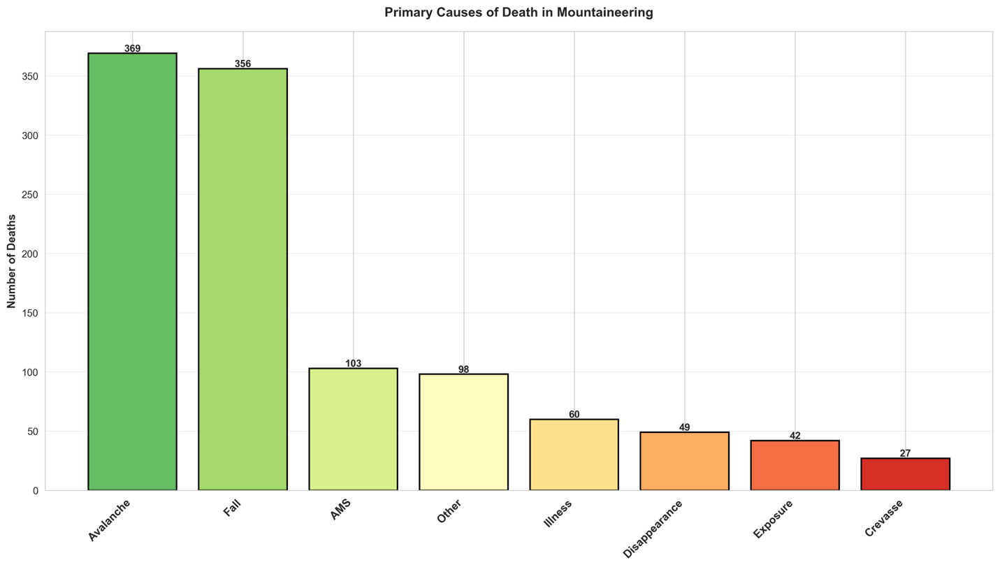 Primary Causes of Death in Mountaineering
Number of Deaths
350
300
250
200
150
100
50
0
369
356
103
98
60
49
42
27
Avalanche
Fall
AMS
Other
Illness
Disappearance
Exposure
Crevasse